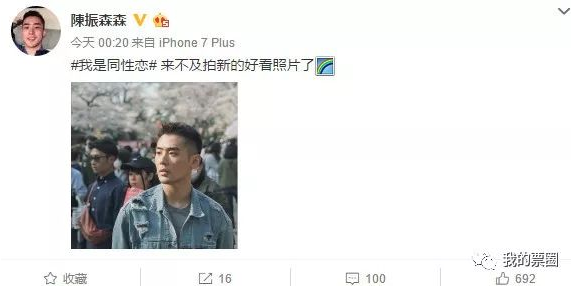 陳振森森
今天 00:20 来自 iPhone 7 Plus
#我是同性恋# 来不及拍新的好看照片了
收藏
16
100
692
我的票圈